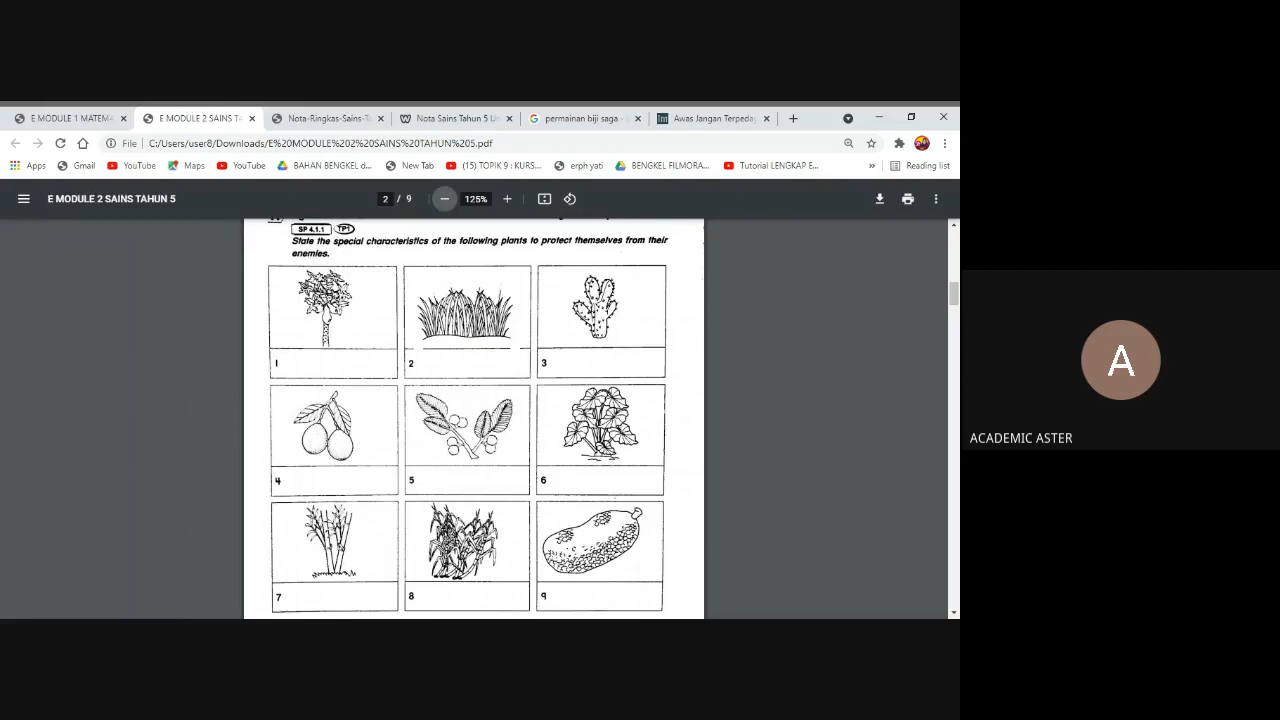 E MODULE 1 MATEM
E MODULE 2 SAINS TA
Nota-Ringkas-Sains-T
Nota Sains Tahun 5 U
permainan biji saga -
Awas Jangan Terpeda
File
C:/Users/user8/Downloads/E%20MODULE%202%20SAINS%20TAHUN%205.pdf
Apps
Gmail
YouTube
Maps
YouTube
BAHAN BENGKEL d...
New Tab
(15) TOPIK 9 : KURS...
erph yati
BENGKEL FILMORA...
Tutorial LENGKAP E...
»
Reading list
E MODULE 2 SAINS TAHUN 5
2 / 9
125%
SP 4.1.1 TP1
State the special characteristics of the following plants to protect themselves from their
enemies.
1
2
3
4
5
6
7
8
9
A
ACADEMIC ASTER